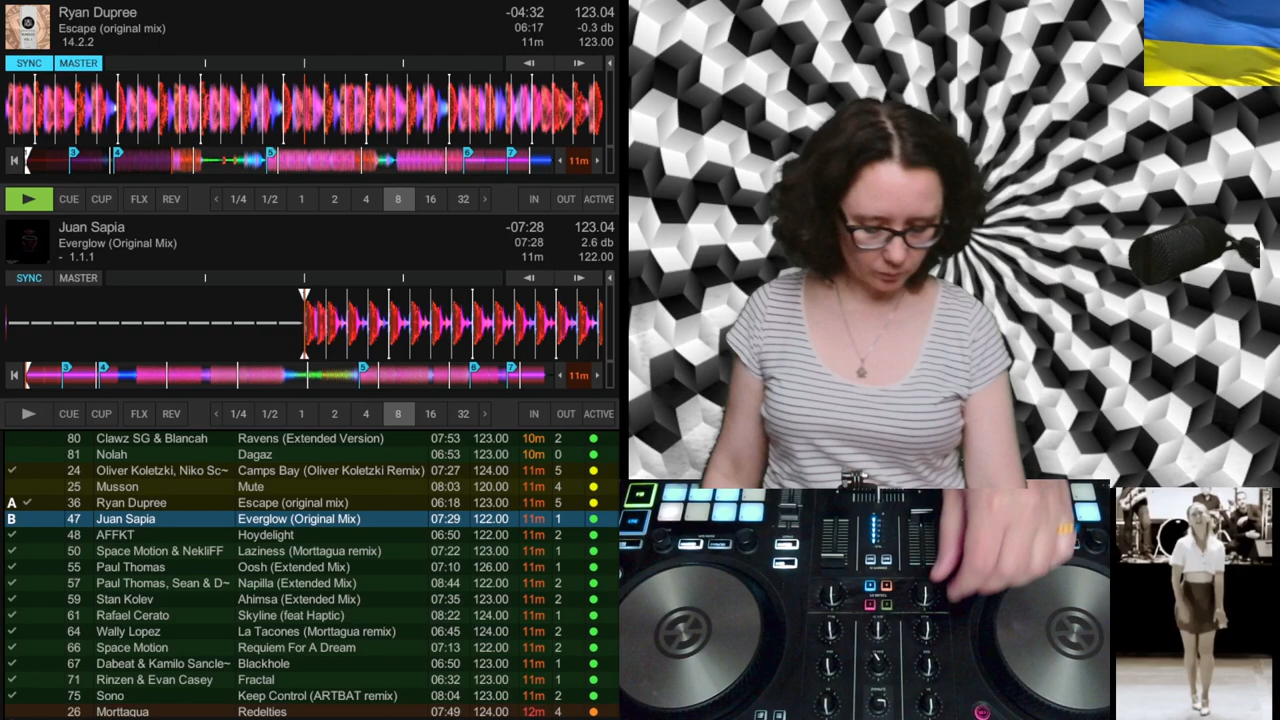 Ryan Dupree -04:32 123.04
Escape (original mix) 06:17 -0.3 db
14.2.2 11m 123.00
SYNC MASTER
3 4 5 6 7 11m
CUE CUP FLX REV 1/4 1/2 1 2 4 8 16 32 IN OUT ACTIVE
Juan Sapia -07:28 123.04
Everglow (Original Mix) 07:28 2.6 db
- 1.1.1 11m 122.00
SYNC MASTER
3 4 5 6 7 11m
CUE CUP FLX REV 1/4 1/2 1 2 4 8 16 32 IN OUT ACTIVE
80 Clawz SG & Blancah Ravens (Extended Version) 07:53 123.00 10m 2
81 Nolah Dagaz 06:53 123.00 10m 0
24 Oliver Koletzki, Niko Sc~ Camps Bay (Oliver Koletzki Remix) 07:27 124.00 11m 5
25 Musson Mute 08:03 120.00 11m 4
A 36 Ryan Dupree Escape (original mix) 06:18 123.00 11m 5
B 47 Juan Sapia Everglow (Original Mix) 07:29 122.00 11m 1
48 AFFKT Hoydelight 06:50 122.00 11m 2
50 Space Motion & NekliFF Laziness (Morttagua remix) 07:22 123.00 11m 1
55 Paul Thomas Oosh (Extended Mix) 07:10 126.00 11m 1
57 Paul Thomas, Sean & D~ Napilla (Extended Mix) 08:44 122.00 11m 2
59 Stan Kolev Ahimsa (Extended Mix) 07:35 122.00 11m 2
61 Rafael Cerato Skyline (feat Haptic) 08:22 124.00 11m 1
64 Wally Lopez La Tacones (Morttagua remix) 06:45 124.00 11m 2
66 Space Motion Requiem For A Dream 07:13 122.00 11m 2
67 Dabeat & Kamilo Sancle~ Blackhole 06:50 123.00 11m 1
71 Rinzen & Evan Casey Fractal 06:32 123.00 11m 1
75 Sono Keep Control (ARTBAT remix) 08:04 123.00 11m 2
26 Morttagua Redelties 07:49 124.00 12m 4